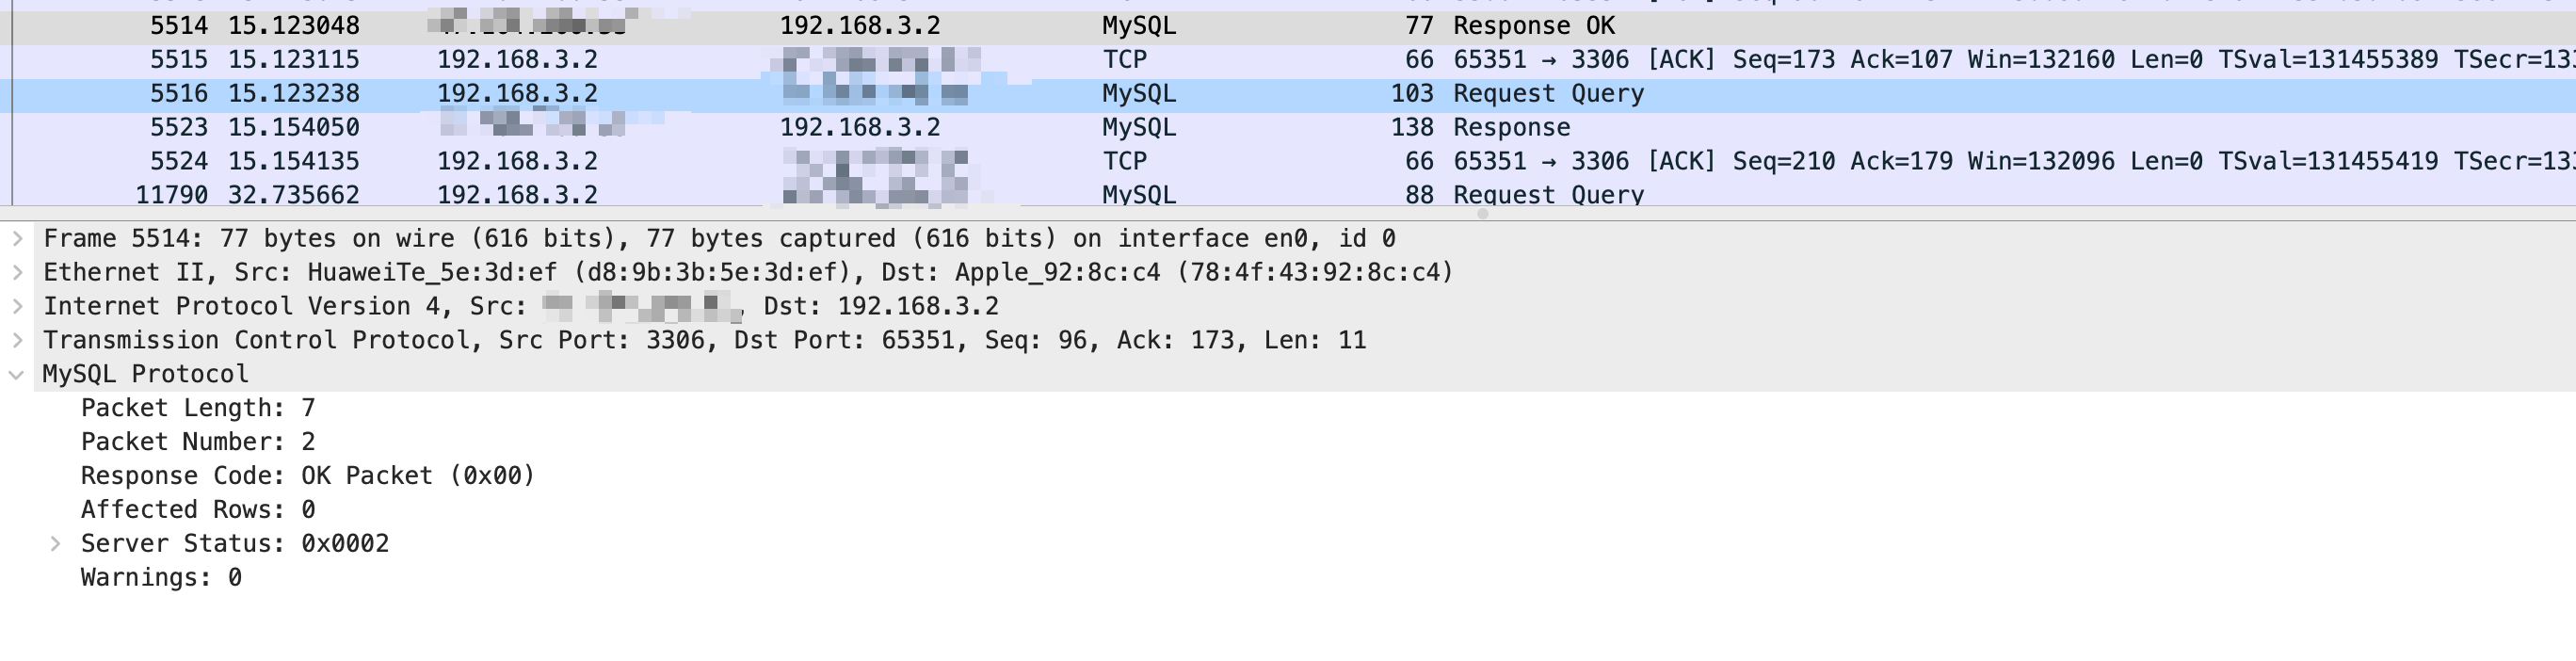 5514 15.123048 192.168.3.2 MySQL 77 Response OK
5515 15.123115 192.168.3.2 TCP 66 65351 → 3306 [ACK] Seq=173 Ack=107 Win=132160 Len=0 TSval=131455389 TSecr=13
5516 15.123238 192.168.3.2 MySQL 103 Request Query
5523 15.154050 192.168.3.2 MySQL 138 Response
5524 15.154135 192.168.3.2 TCP 66 65351 → 3306 [ACK] Seq=210 Ack=179 Win=132096 Len=0 TSval=131455419 TSecr=13
11790 32.735662 192.168.3.2 MySQL 88 Request Query
Frame 5514: 77 bytes on wire (616 bits), 77 bytes captured (616 bits) on interface en0, id 0
Ethernet II, Src: HuaweiTe_5e:3d:ef (d8:9b:3b:5e:3d:ef), Dst: Apple_92:8c:c4 (78:4f:43:92:8c:c4)
Internet Protocol Version 4, Src: , Dst: 192.168.3.2
Transmission Control Protocol, Src Port: 3306, Dst Port: 65351, Seq: 96, Ack: 173, Len: 11
MySQL Protocol
Packet Length: 7
Packet Number: 2
Response Code: OK Packet (0x00)
Affected Rows: 0
Server Status: 0x0002
Warnings: 0